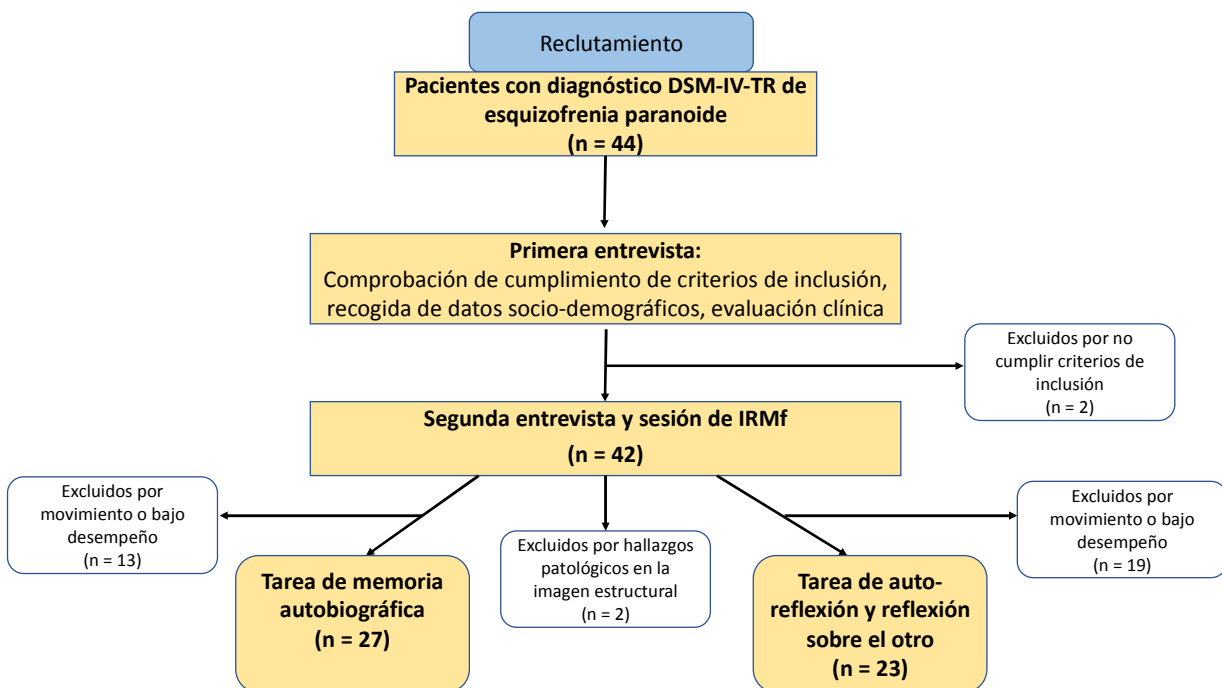 Reclutamiento
Pacientes con diagnóstico DSM-IV-TR de
esquizofrenia paranoide
(n = 44)
Primera entrevista:
Comprobación de cumplimiento de criterios de inclusión,
recogida de datos socio-demográficos, evaluación clínica
Excluidos por no
cumplir criterios de
inclusión
(n = 2)
Segunda entrevista y sesión de IRMf
(n = 42)
Excluidos por
movimiento o bajo
desempeño
(n = 13)
Excluidos por
movimiento o bajo
desempeño
(n = 19)
Tarea de memoria
autobiográfica
(n = 27)
Excluidos por hallazgos
patológicos en la
imagen estructural
(n = 2)
Tarea de auto-
reflexión y reflexión
sobre el otro
(n = 23)